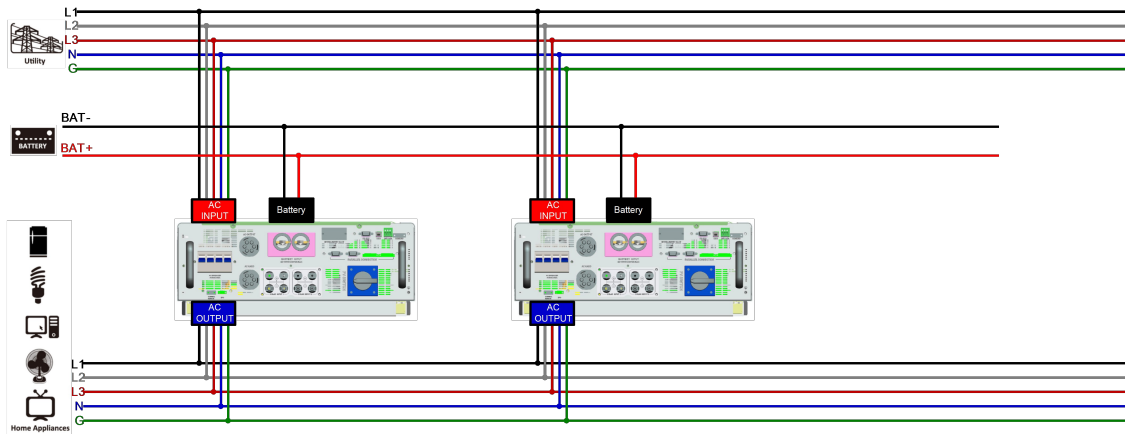 L1
L2
L3
N
G
Utility
BAT-
BAT+
BATTERY
AC
INPUT
Battery
AC
INPUT
Battery
AC
OUTPUT
AC
OUTPUT
L1
L2
L3
N
G
Home Appliances